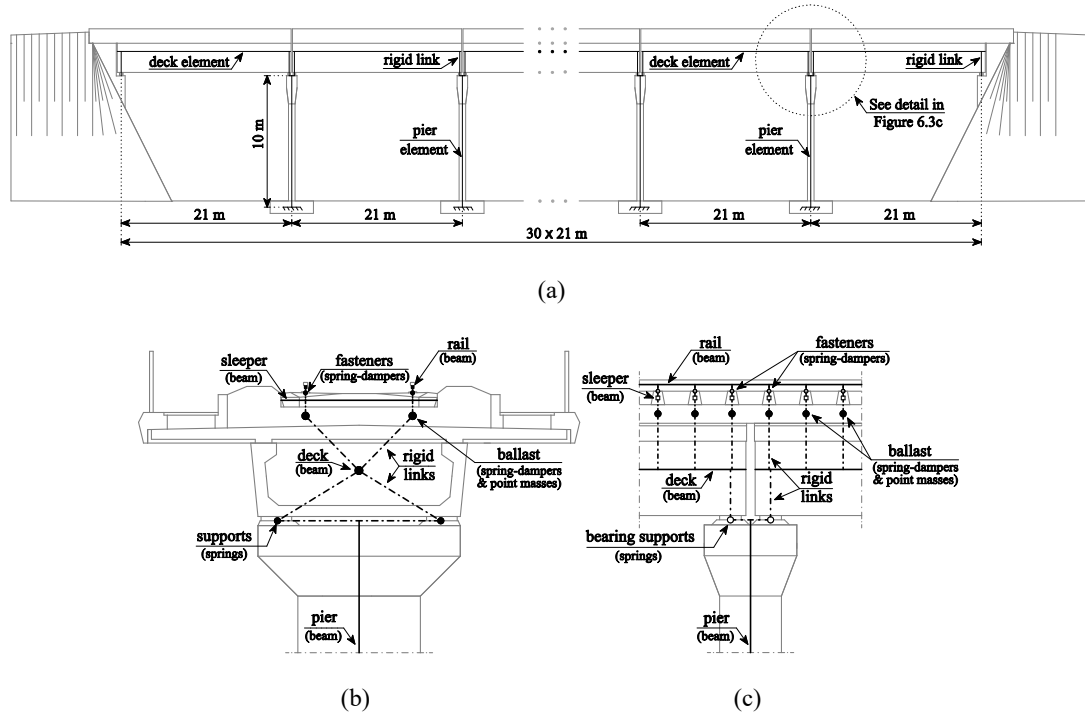 deck element
rigid link
deck element
rigid link
See detail in
Figure 6.3c
10 m
pier
element
pier
element
21 m
21 m
21 m
21 m
30 x 21 m
(a)
sleeper
(beam)
fasteners
(spring-dampers)
rail
(beam)
deck
(beam)
rigid
links
ballast
(spring-dampers
& point masses)
supports
(springs)
pier
(beam)
(b)
rail
(beam)
fasteners
(spring-dampers)
sleeper
(beam)
ballast
(spring-dampers
& point masses)
deck
(beam)
rigid
links
bearing supports
(springs)
pier
(beam)
(c)